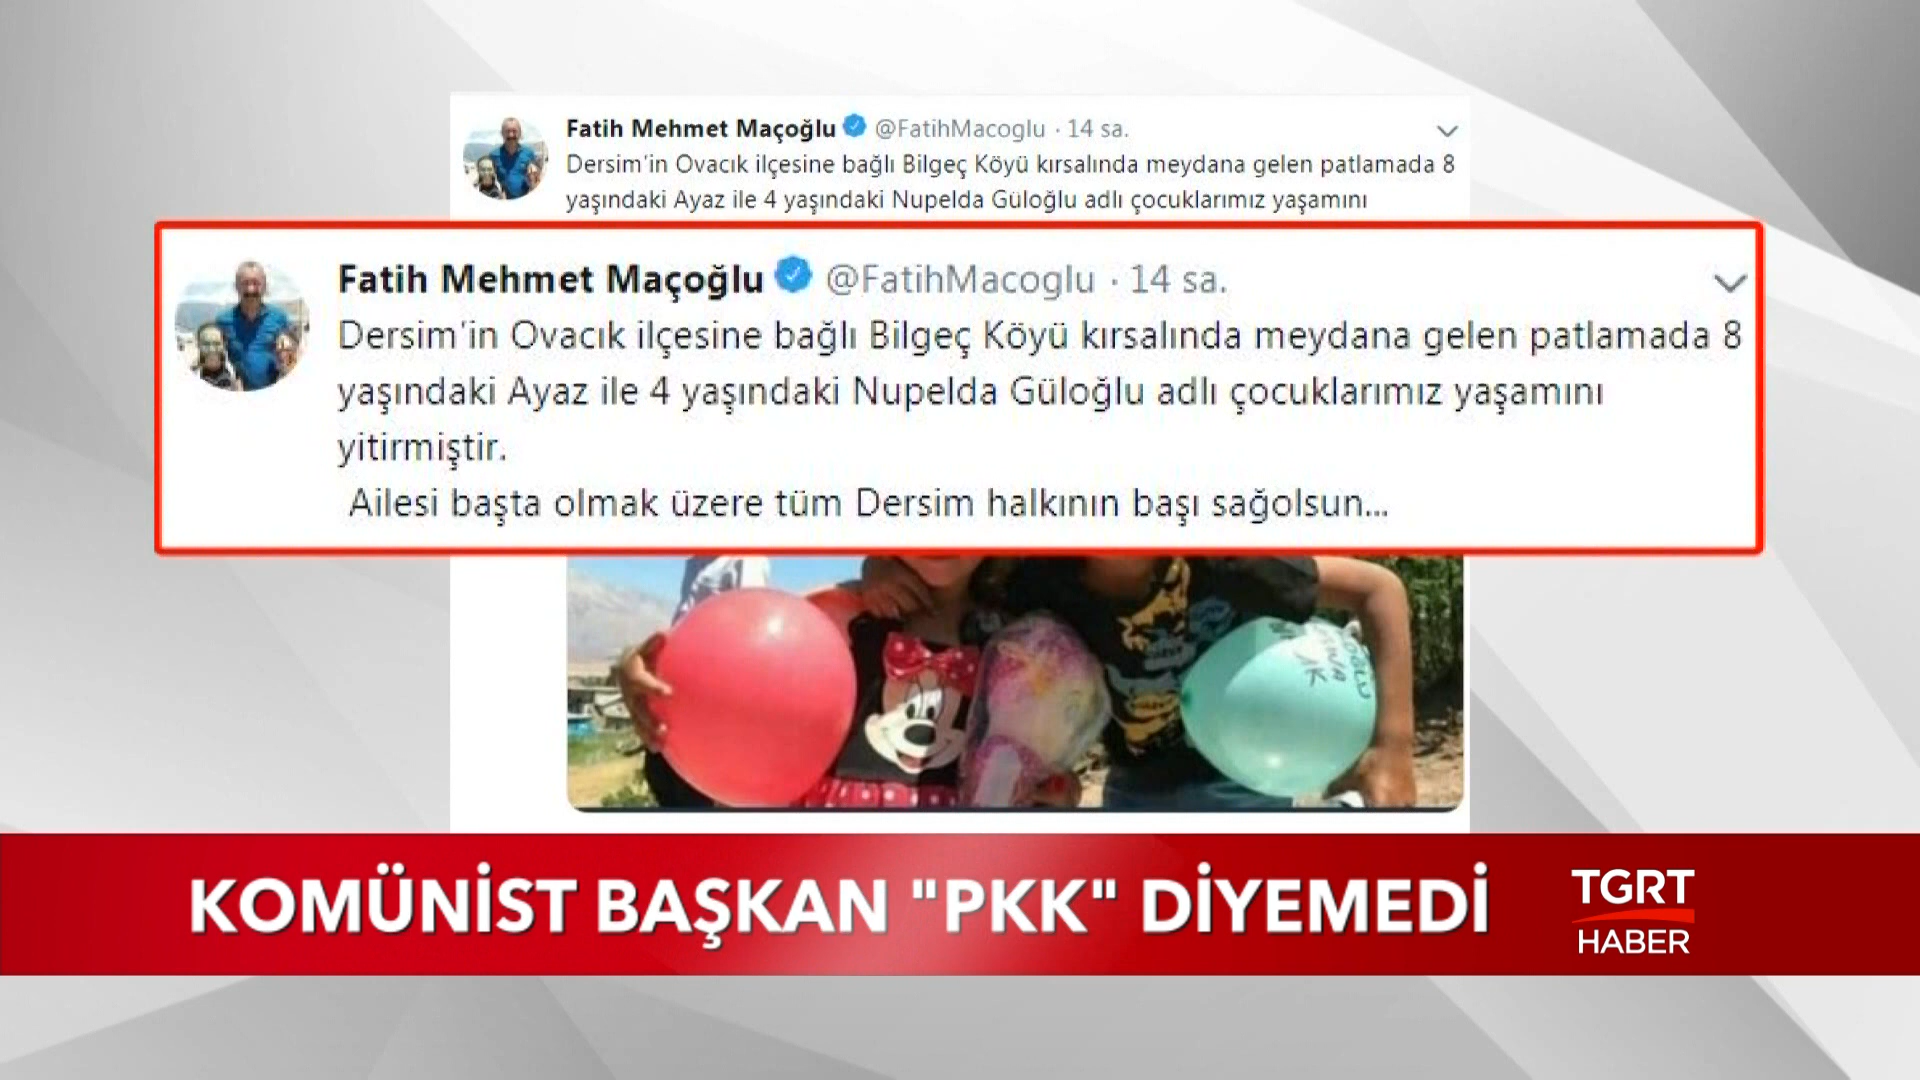 Fatih Mehmet Maçoğlu @FatihMacoglu · 14 sa.
Dersim'in Ovacık ilçesine bağlı Bilgeç Köyü kırsalında meydana gelen patlamada 8
yaşındaki Ayaz ile 4 yaşındaki Nupelda Güloğlu adlı çocuklarımız yaşamını
Fatih Mehmet Maçoğlu @FatihMacoglu · 14 sa.
Dersim'in Ovacık ilçesine bağlı Bilgeç Köyü kırsalında meydana gelen patlamada 8
yaşındaki Ayaz ile 4 yaşındaki Nupelda Güloğlu adlı çocuklarımız yaşamını
yitirmiştir.
Ailesi başta olmak üzere tüm Dersim halkının başı sağolsun...
KOMÜNİST BAŞKAN "PKK" DİYEMEDİ
TGRT
HABER